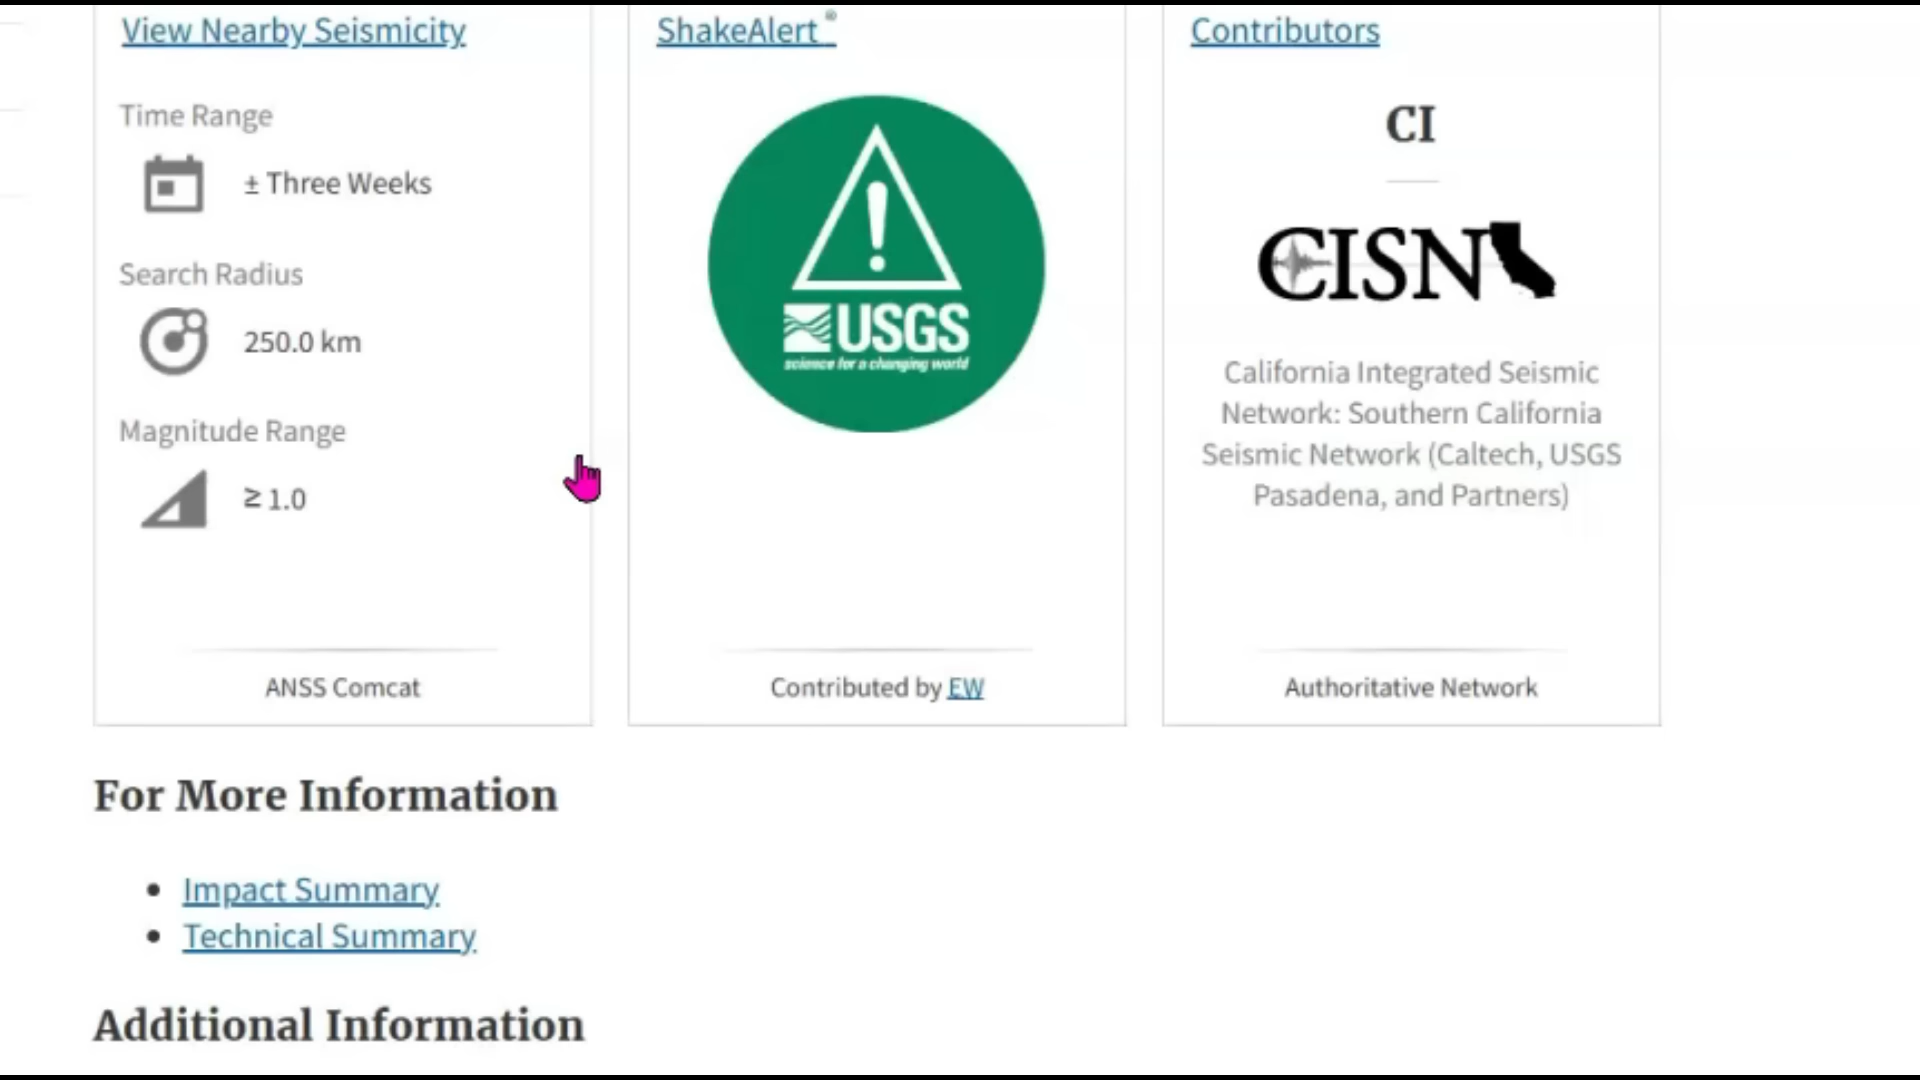 View Nearby Seismicity
Time Range
± Three Weeks
Search Radius
250.0 km
Magnitude Range
≥ 1.0
ANSS Comcat
ShakeAlert ®
USGS
science for a changing world
Contributed by EW
Contributors
CI
CISN
California Integrated Seismic
Network: Southern California
Seismic Network (Caltech, USGS
Pasadena, and Partners)
Authoritative Network
For More Information
• Impact Summary
• Technical Summary
Additional Information